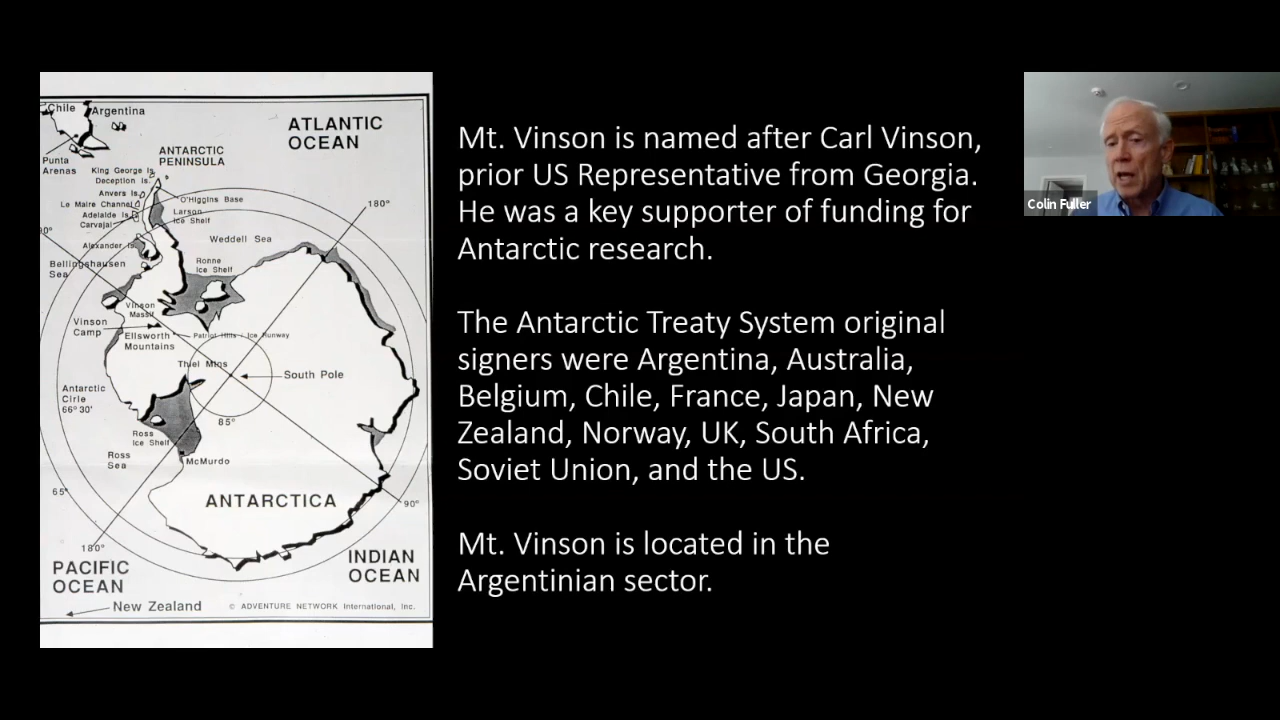 Chile
Argentina
ATLANTIC
OCEAN
Punta
Arenas
ANTARCTIC
PENINSULA
King George Is.
Deception Is.
Anvers Is.
Le Maire Channel
Adelaide Is.
Carvajal
O'Higgins Base
Larson
Ice Shelf
180°
Alexander Is.
Weddell Sea
Bellingshausen
Sea
Ronne
Ice Shelf
Vinson
Massif
Vinson
Camp
Ellsworth
Mountains
Patriot Hills : Ice Runway
Thiel Mtns
South Pole
Antarctic
Cirle
66° 30'
85°
Ross
Ice Shelf
Ross
Sea
McMurdo
65°
ANTARCTICA
90°
180°
PACIFIC
OCEAN
INDIAN
OCEAN
New Zealand
© ADVENTURE NETWORK International, Inc.
Mt. Vinson is named after Carl Vinson,
prior US Representative from Georgia.
He was a key supporter of funding for
Antarctic research.
The Antarctic Treaty System original
signers were Argentina, Australia,
Belgium, Chile, France, Japan, New
Zealand, Norway, UK, South Africa,
Soviet Union, and the US.
Mt. Vinson is located in the
Argentinian sector.
Colin Fuller